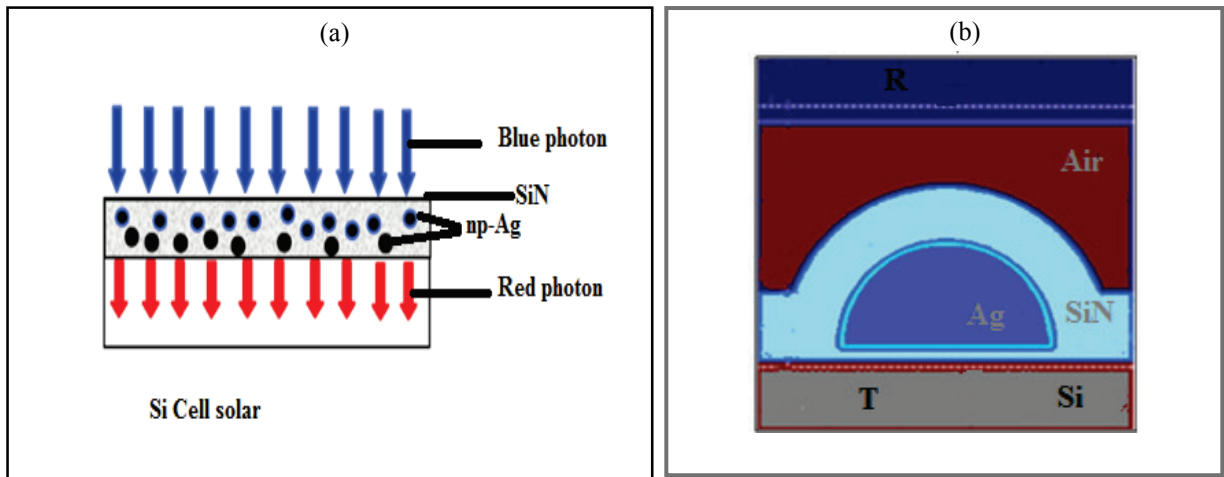 (a)
Blue photon
SiN
np-Ag
Red photon
Si Cell solar
(b)
R
Air
Ag
SiN
T
Si